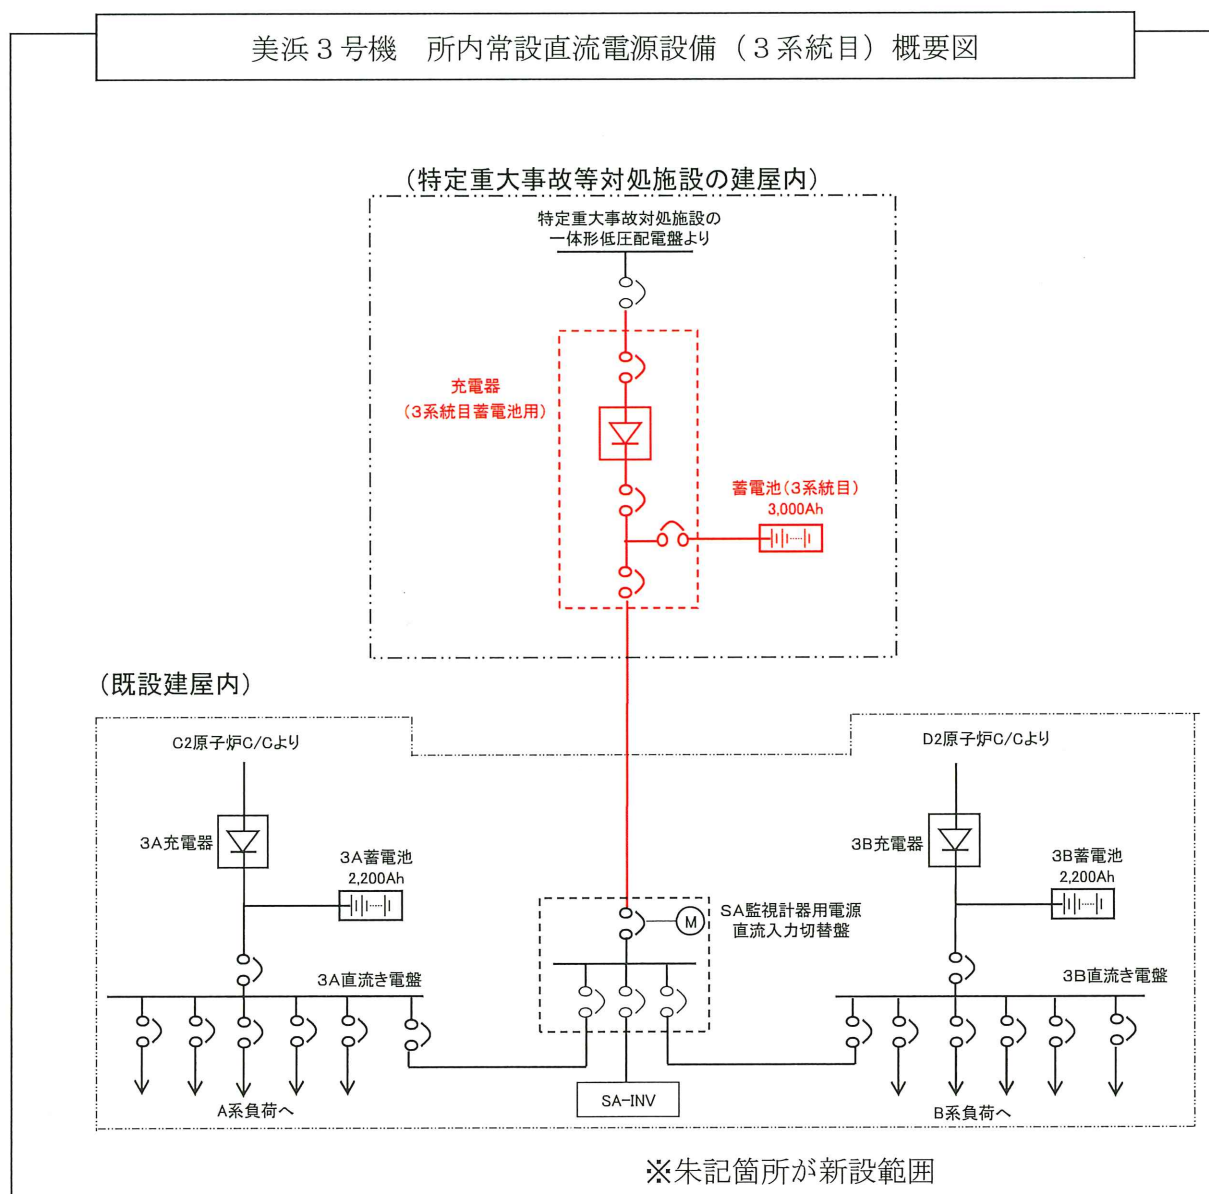 美浜３号機　所内常設直流電源設備（３系統目）概要図
(特定重大事故等対処施設の建屋内)
特定重大事故対処施設の
一体形低圧配電盤より
充電器
(3系統目蓄電池用)
蓄電池(3系統目)
3,000Ah
(既設建屋内)
C2原子炉C/Cより
D2原子炉C/Cより
3A充電器
3A蓄電池
2,200Ah
3B充電器
3B蓄電池
2,200Ah
M
SA監視計器用電源
直流入力切替盤
3A直流き電盤
3B直流き電盤
A系負荷へ
SA-INV
B系負荷へ
※朱記箇所が新設範囲